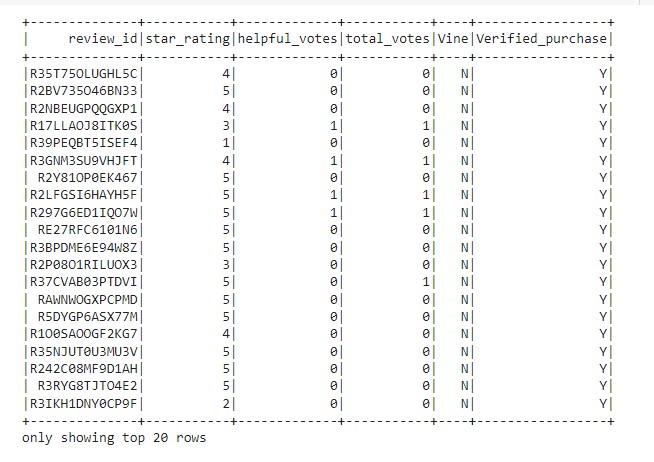 +--------------+-----------+-------------+-----------+----+-----------------+
|     review_id|star_rating|helpful_votes|total_votes|Vine|Verified_purchase|
+--------------+-----------+-------------+-----------+----+-----------------+
|R35T75OLUGHL5C|          4|            0|          0|   N|                Y|
|R2BV735O46BN33|          5|            0|          0|   N|                Y|
|R2NBEUGPQQGXP1|          4|            0|          0|   N|                Y|
|R17LLAOJ8ITK0S|          3|            1|          1|   N|                Y|
|R39PEQBT5ISEF4|          1|            0|          0|   N|                Y|
|R3GNM3SU9VHJFT|          4|            1|          1|   N|                Y|
| R2Y81OP0EK467|          5|            0|          0|   N|                Y|
|R2LFGSI6HAYH5F|          5|            1|          1|   N|                Y|
|R297G6ED1IQO7W|          5|            1|          1|   N|                Y|
| RE27RFC6101N6|          5|            0|          0|   N|                Y|
|R3BPDME6E94W8Z|          5|            0|          0|   N|                Y|
|R2P08O1RILUOX3|          3|            0|          0|   N|                Y|
|R37CVAB03PTDVI|          5|            0|          1|   N|                Y|
| RAWNWOGXPCPMD|          5|            0|          0|   N|                Y|
| R5DYGP6ASX77M|          5|            0|          0|   N|                Y|
|R1O0SAOOGF2KG7|          4|            0|          0|   N|                Y|
|R35NJUT0U3MU3V|          5|            0|          0|   N|                Y|
|R242C08MF9D1AH|          5|            0|          0|   N|                Y|
| R3RYG8TJTO4E2|          5|            0|          0|   N|                Y|
|R3IKH1DNY0CP9F|          2|            0|          0|   N|                Y|
+--------------+-----------+-------------+-----------+----+-----------------+
only showing top 20 rows